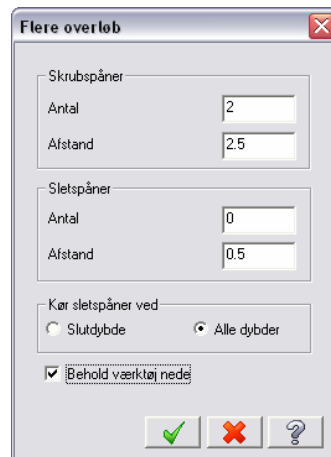 Flere overløb
Skrubspåner
Antal 2
Afstand 2.5
Sletspåner
Antal 0
Afstand 0.5
Kør sletspåner ved
Slutdybde Alle dybder
Behold værktøj nede